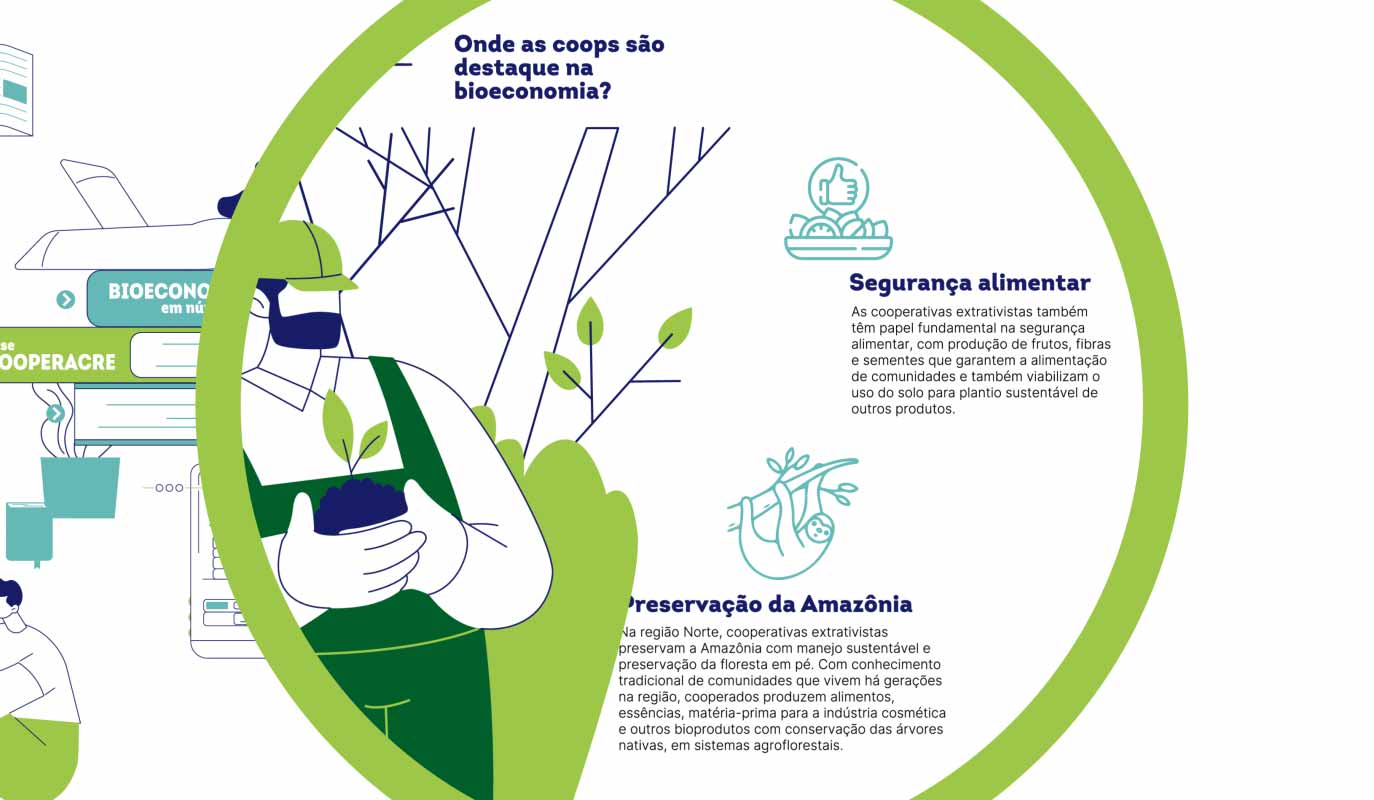 Onde as coops são
destaque na
bioeconomia?
Segurança alimentar
As cooperativas extrativistas também
têm papel fundamental na segurança
alimentar, com produção de frutos, fibras
e sementes que garantem a alimentação
de comunidades e também viabilizam o
uso do solo para plantio sustentável de
outros produtos.
Preservação da Amazônia
Na região Norte, cooperativas extrativistas
preservam a Amazônia com manejo sustentável e
preservação da floresta em pé. Com conhecimento
tradicional de comunidades que vivem há gerações
na região, cooperados produzem alimentos,
essências, matéria-prima para a indústria cosmética
e outros bioprodutos com conservação das árvores
nativas, em sistemas agroflorestais.
BIOECONO
em nú
se
OOPERACRE